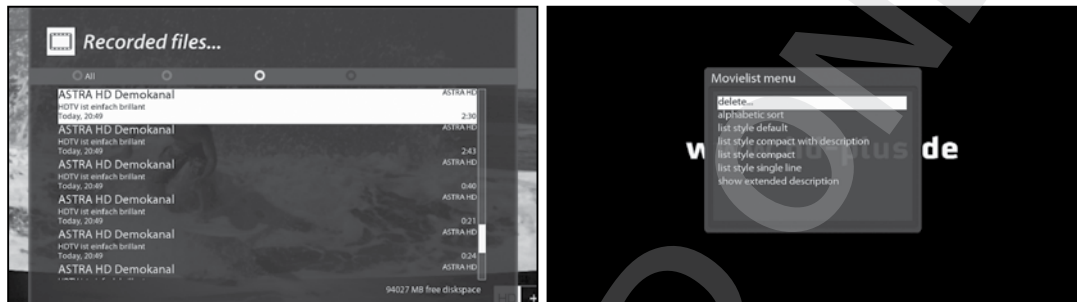 Recorded files...
All
ASTRA HD Demokanal ASTRA HD
HDTV ist einfach brillant
Today, 20:49 2:30
ASTRA HD Demokanal ASTRA HD
HDTV ist einfach brillant
Today, 20:49 2:43
ASTRA HD Demokanal ASTRA HD
HDTV ist einfach brillant
Today, 20:49 0:40
ASTRA HD Demokanal ASTRA HD
HDTV ist einfach brillant
Today, 20:49 0:21
ASTRA HD Demokanal ASTRA HD
HDTV ist einfach brillant
Today, 20:49 0:24
ASTRA HD Demokanal ASTRA HD
94027 MB free diskspace
Movielist menu
delete...
alphabetic sort
list style default
list style compact with description
list style compact
list style single line
show extended description
plus de